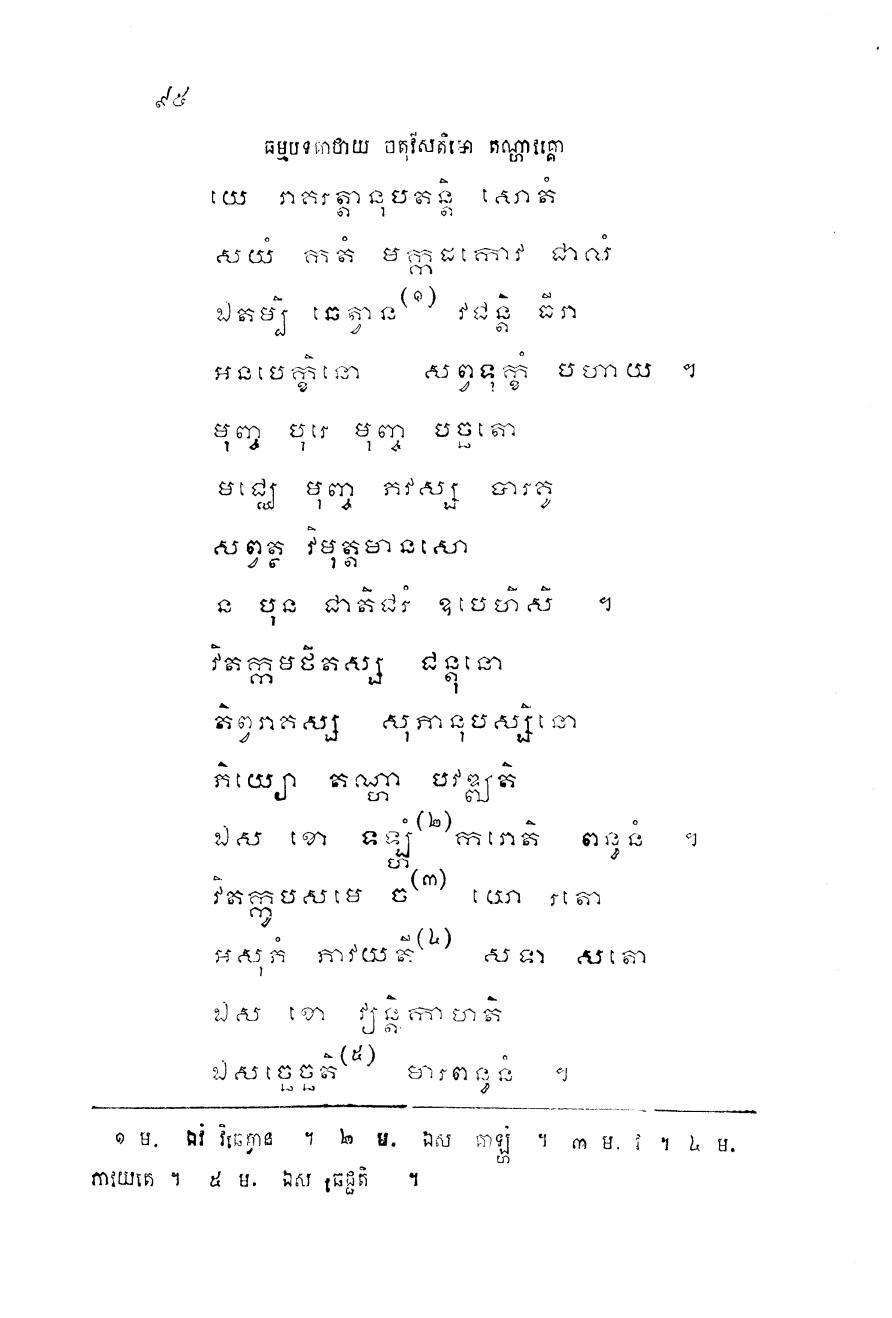 ៩៥
ធម្មបទគាថាយ ចតុវីសតិមោ តណ្ហាវគ្គោ
យេ រាគរត្តានុបតន្តិ សោតំ
សយំ កតំ មក្កដកោវ ជាលំ
ឯតម្បិ ឆេត្វាន(១) វជន្តិ ធីរា
អនបេក្ខិនោ សព្វទុក្ខំ បហាយ ។
មុញ្ច បុរេ មុញ្ច បច្ឆតោ
មជ្ឈេ មុញ្ច ភវស្ស បារគូ
សព្វត្ថ វិមុត្តមានសោ
ន បុន ជាតិជរំ ឧបេហិសិ ។
វិតក្កមថិតស្ស ជន្តុនោ
តិព្វរាគស្ស សុភានុបស្សិនោ
ភិយ្យោ តណ្ហា បវឌ្ឍតិ
ឯស ខោ ទឡ្ហំ(២)ករោតិ ពន្ធនំ ។
វិតក្កូបសមេ ច(៣) យោ រតោ
អសុភំ ភាវយតី(៤) សទា សតោ
ឯស ខោ វ្យន្តិកាហតិ
ឯសច្ឆេច្ឆតិ(៥) មារពន្ធនំ ។
១ ម. ឯវំ វិឆេត្វាន ។ ២ ម. ឯស គាឡ្ហំ ។ ៣ ម. វ ។ ៤ ម.
ភាវយតេ ។ ៥ ម. ឯស ឆេដ្ឋតិ ។